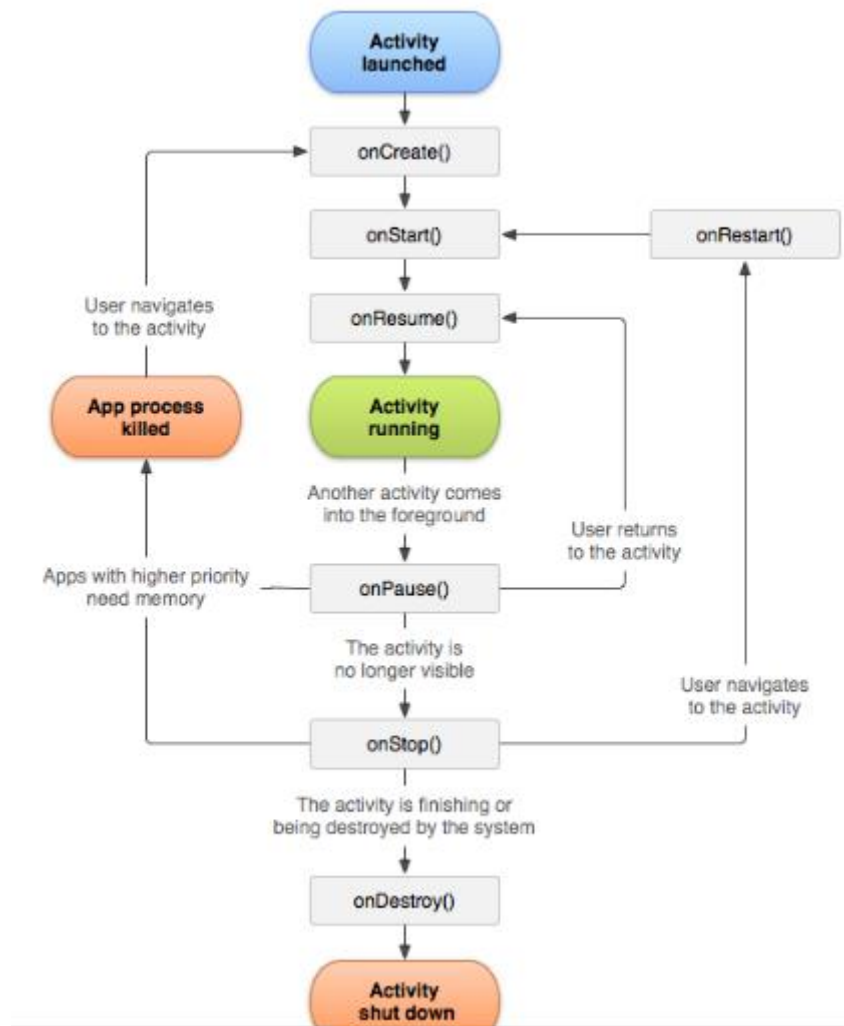 Activity
launched
onCreate()
onStart()
onRestart()
User navigates
to the activity
onResume()
App process
killed
Activity
running
Another activity comes
into the foreground
User returns
to the activity
Apps with higher priority
need memory
onPause()
The activity is
no longer visible
User navigates
to the activity
onStop()
The activity is finishing or
being destroyed by the system
onDestroy()
Activity
shut down